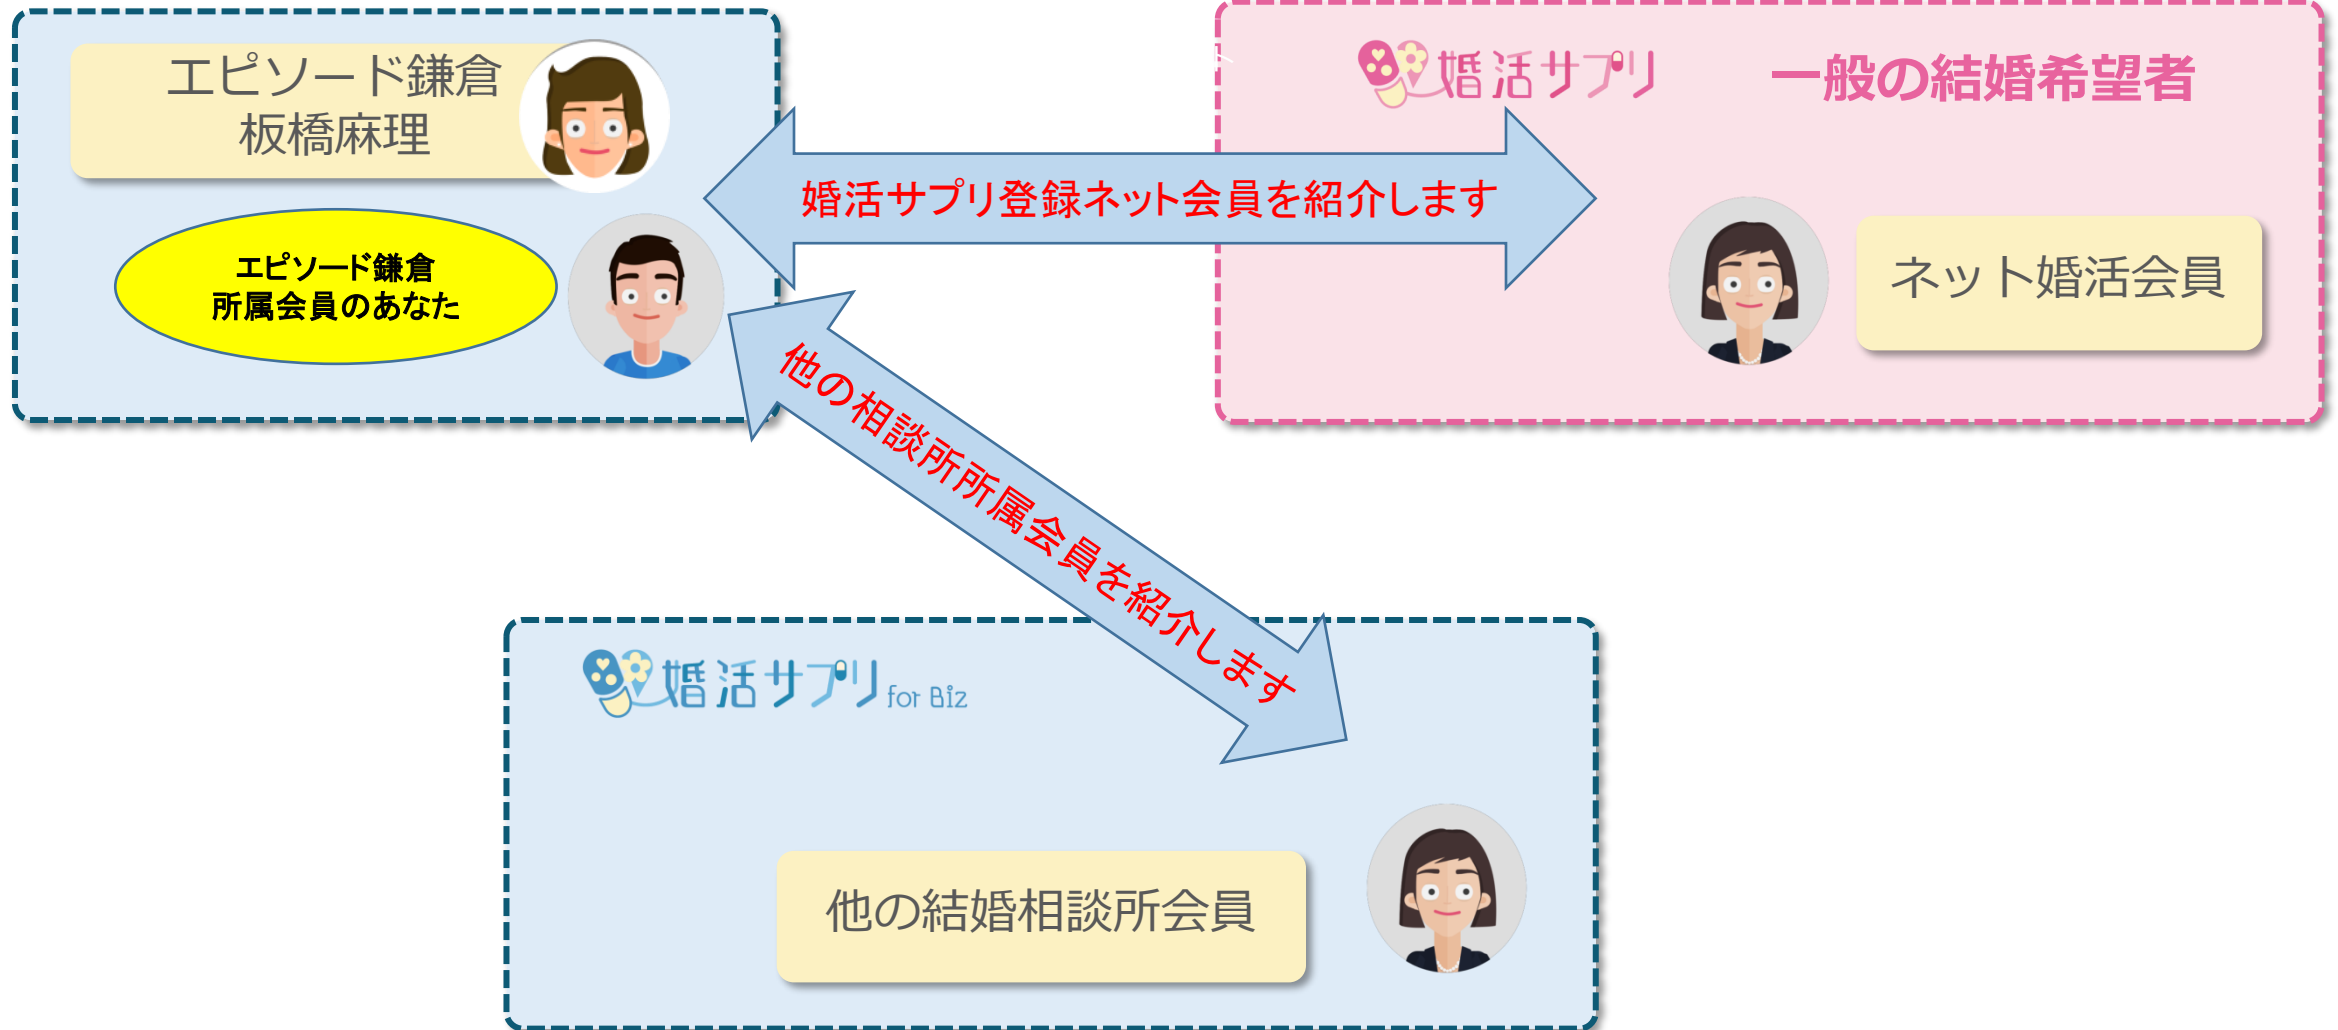 エピソード鎌倉
板橋麻理
エピソード鎌倉
所属会員のあなた
婚活サプリ
一般の結婚希望者
婚活サプリ登録ネット会員を紹介します
ネット婚活会員
他の相談所所属会員を紹介します
婚活サプリ for Biz
他の結婚相談所会員